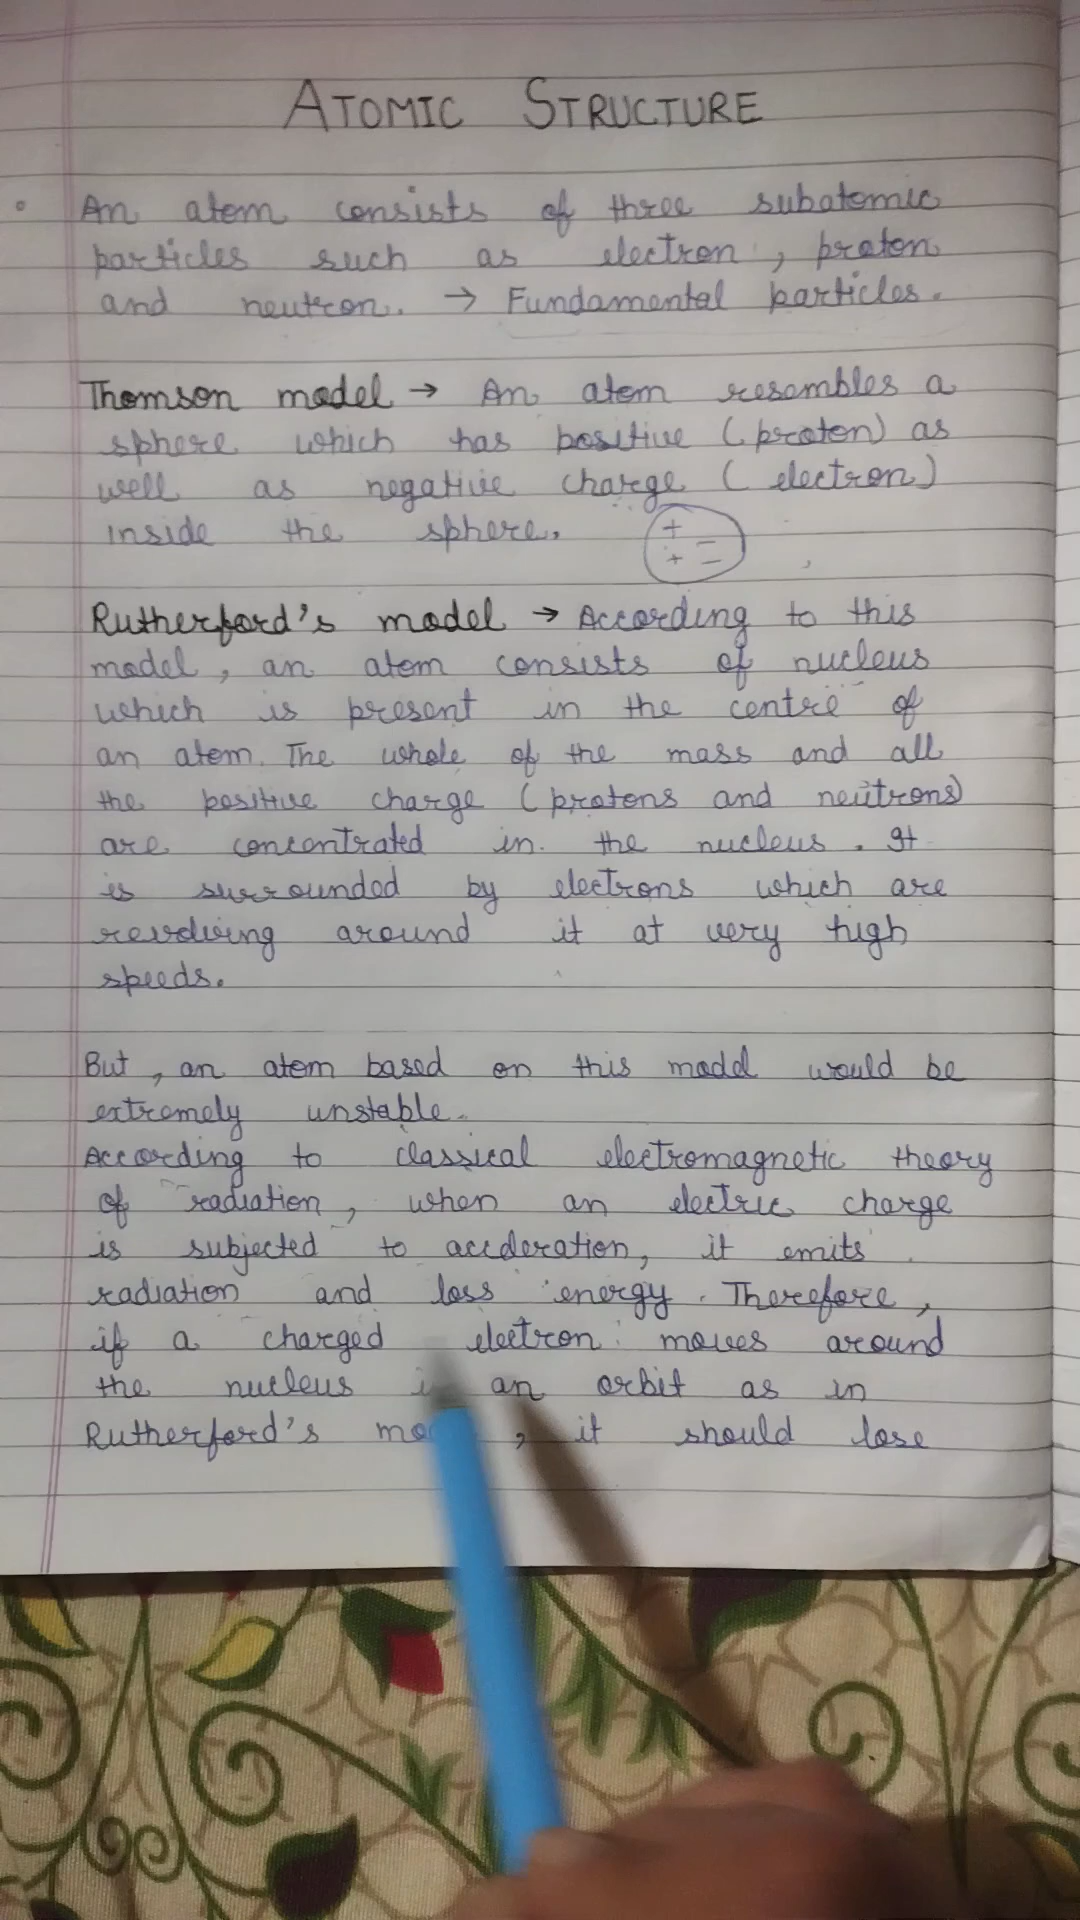 ATOMIC STRUCTURE
An atom consists of three subatomic
particles such as electron, proton
and neutron. → Fundamental particles.
Thomson model → An atom resembles a
sphere which has positive (proton) as
well as negative charge (electron)
inside the sphere.
+ –
+ –
Rutherford's model → According to this
model, an atom consists of nucleus
which is present in the centre of
an atom. The whole of the mass and all
the positive charge (protons and neutrons)
are concentrated in the nucleus. It
is surrounded by electrons which are
revolving around it at very high
speeds.
But, an atom based on this model would be
extremely unstable.
According to classical electromagnetic theory
of radiation, when an electric charge
is subjected to acceleration, it emits
radiation and loss energy. Therefore,
if a charged electron moves around
the nucleus an orbit as in
Rutherford's , it should lose